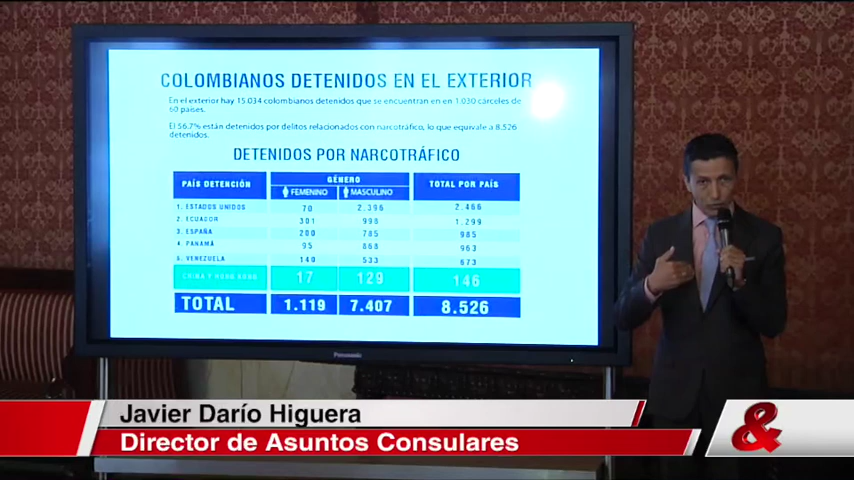 COLOMBIANOS DETENIDOS EN EL EXTERIOR
En el exterior hay 15.034 colombianos detenidos que se encuentran en en 1.030 cárceles de
60 países.
El 56.7% están detenidos por delitos relacionados con narcotráfico, lo que equivale a 8.526
detenidos.
DETENIDOS POR NARCOTRÁFICO
PAÍS DETENCIÓN GÉNERO TOTAL POR PAÍS
FEMENINO MASCULINO
1. ESTADOS UNIDOS 70 2.396 2.466
2. ECUADOR 301 998 1.299
3. ESPAÑA 200 785 985
4. PANAMÁ 95 868 963
5. VENEZUELA 140 533 673
CHINA Y HONG KONG 17 129 146
TOTAL 1.119 7.407 8.526
Panasonic
Javier Darío Higuera
Director de Asuntos Consulares
&